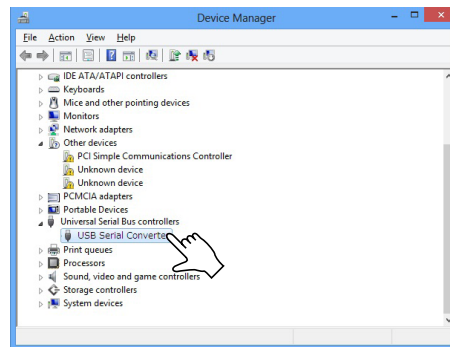 Device Manager
File Action View Help
IDE ATA/ATAPI controllers
Keyboards
Mice and other pointing devices
Monitors
Network adapters
Other devices
PCI Simple Communications Controller
Unknown device
Unknown device
PCMCIA adapters
Portable Devices
Universal Serial Bus controllers
USB Serial Converter
Print queues
Processors
Sound, video and game controllers
Storage controllers
System devices